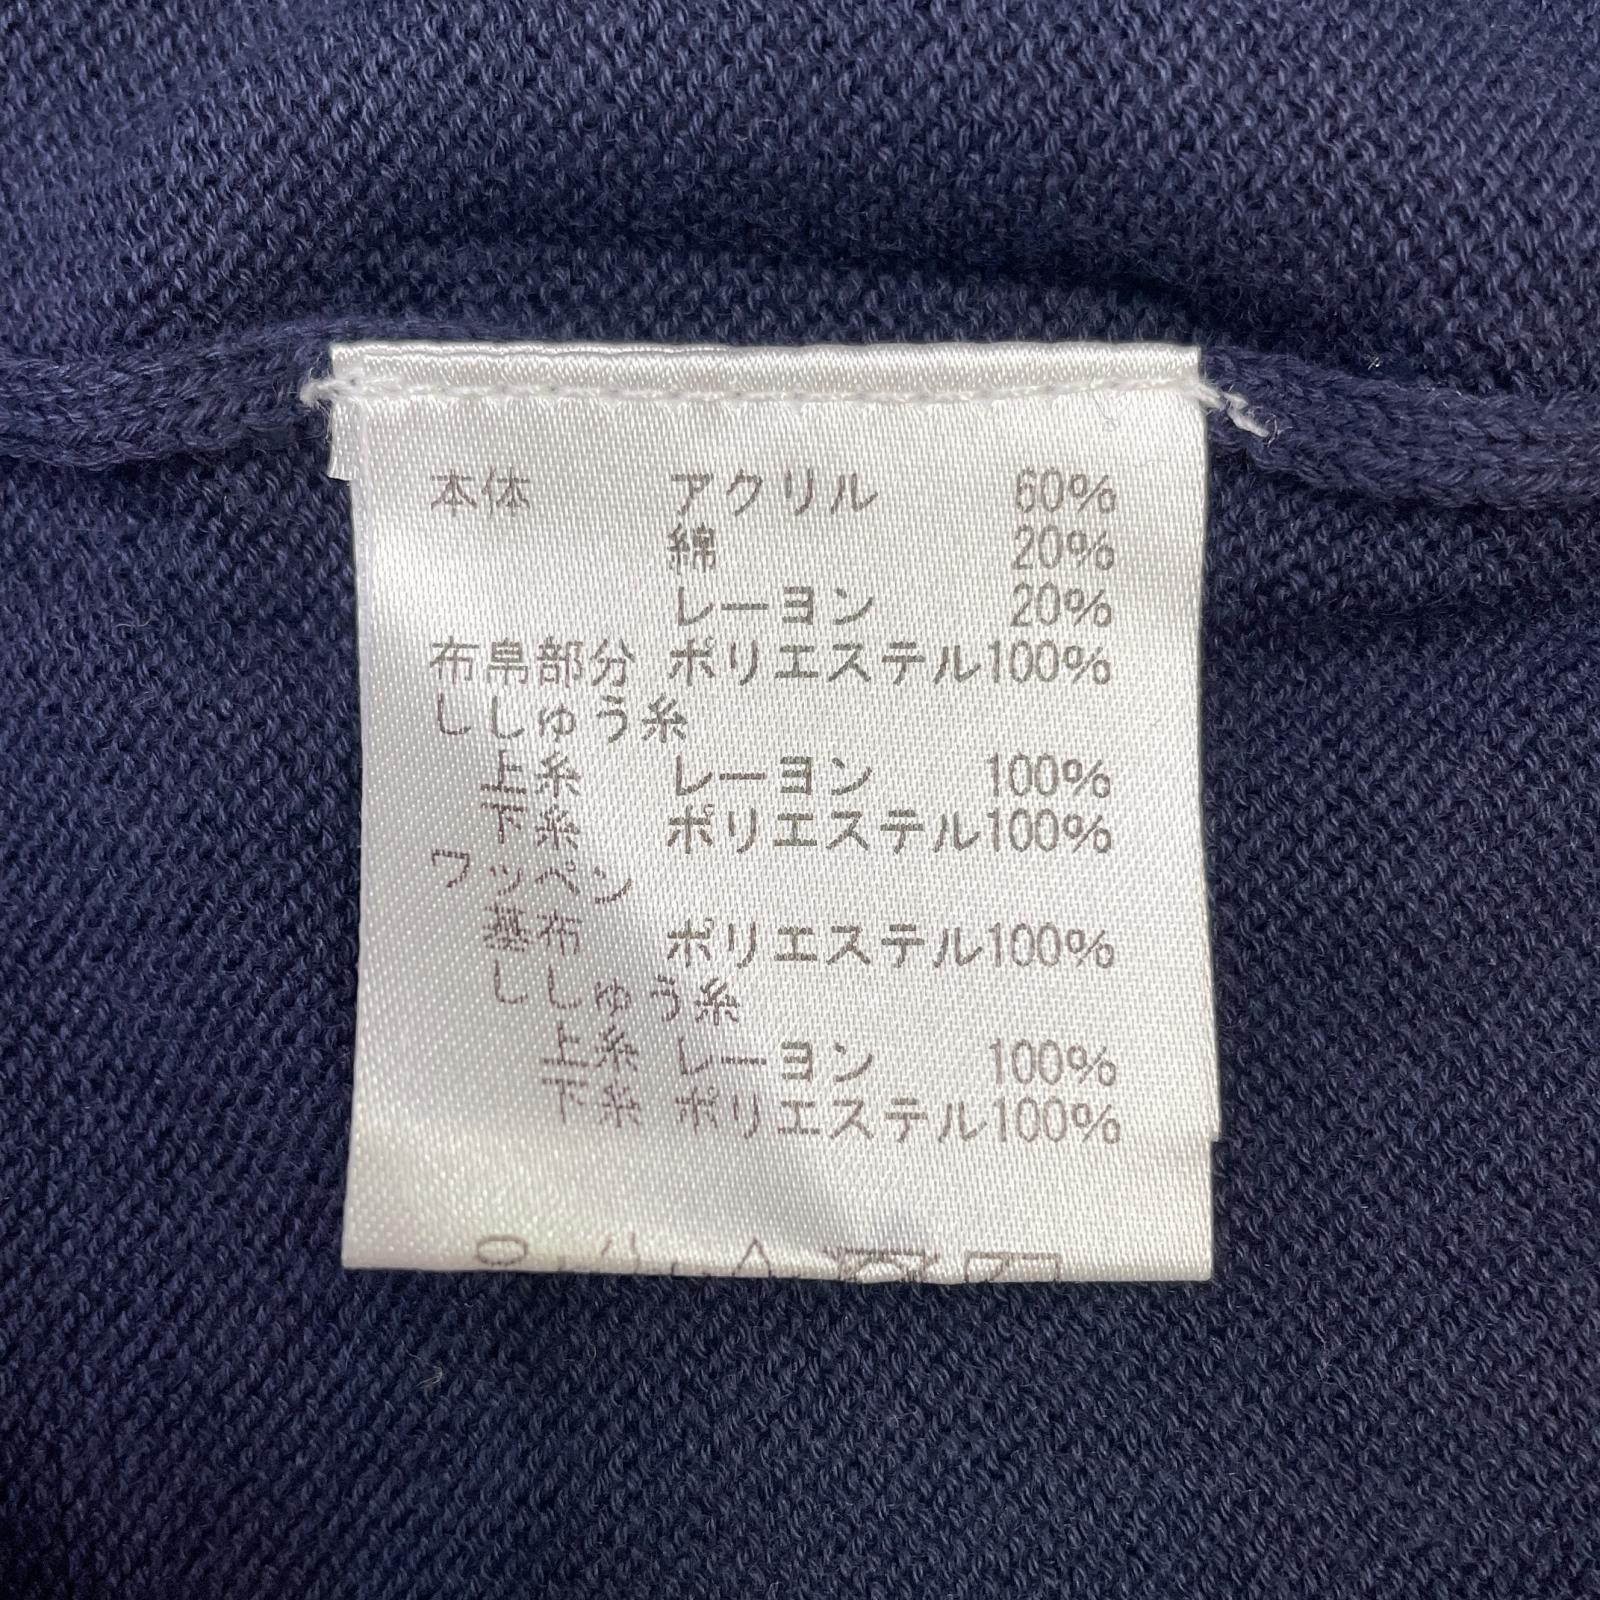 本体 アクリル 60%
綿 20%
レーヨン 20%
布帛部分 ポリエステル100%
ししゅう糸
上糸 レーヨン 100%
下糸 ポリエステル100%
ワッペン
基布 ポリエステル100%
ししゅう糸
上糸 レーヨン 100%
下糸 ポリエステル100%